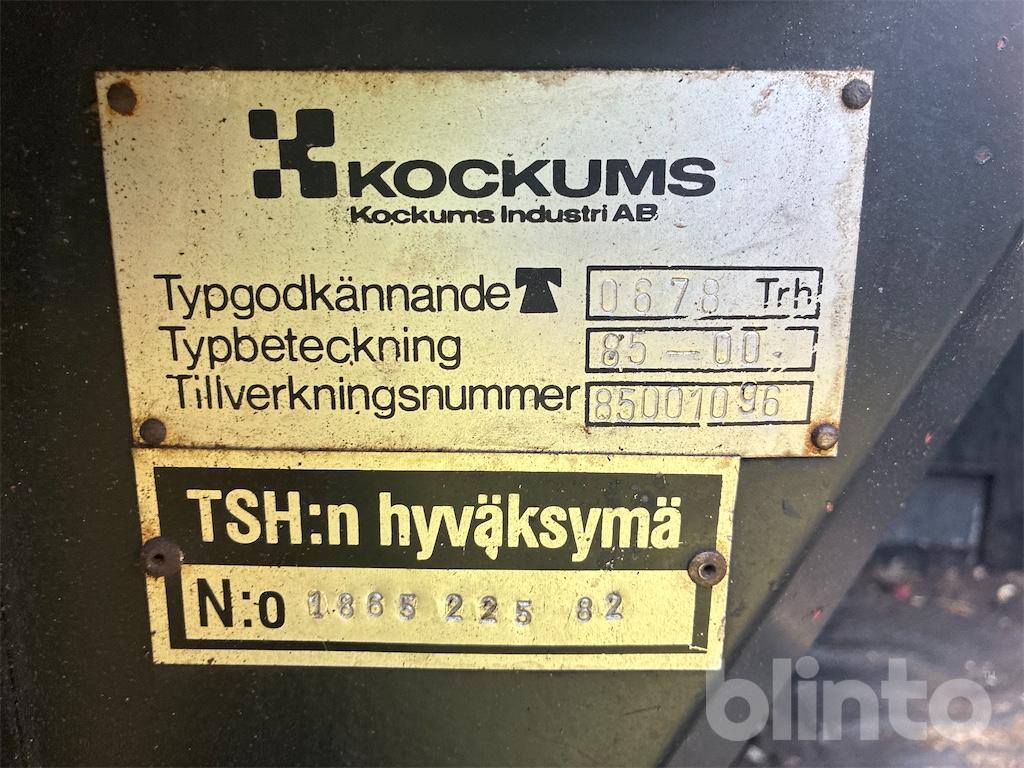 KOCKUMS
Kockums Industri AB
Typgodkännande T 0678 Trh
Typbeteckning 85-00
Tillverkningsnummer 85001096
TSH:n hyväksymä
N:o 1865 225 82
blinto